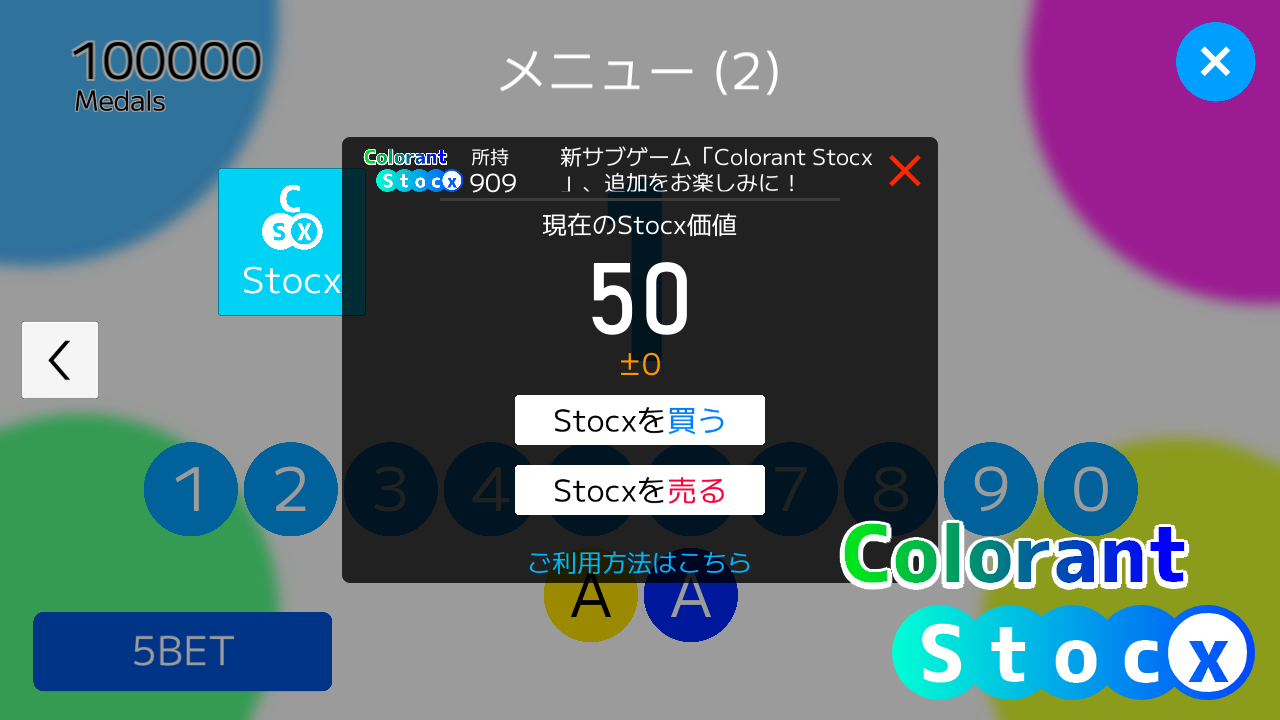 100000
Medals
メニュー (2)
×
Colorant
Stocx
所持
909
新サブゲーム「Colorant Stocx
」、追加をお楽しみに！
C
SX
Stocx
現在のStocx価値
50
±0
Stocxを買う
Stocxを売る
1 2 3 4 7 8 9 0
ご利用方法はこちら
A A
5BET
Colorant
Stocx